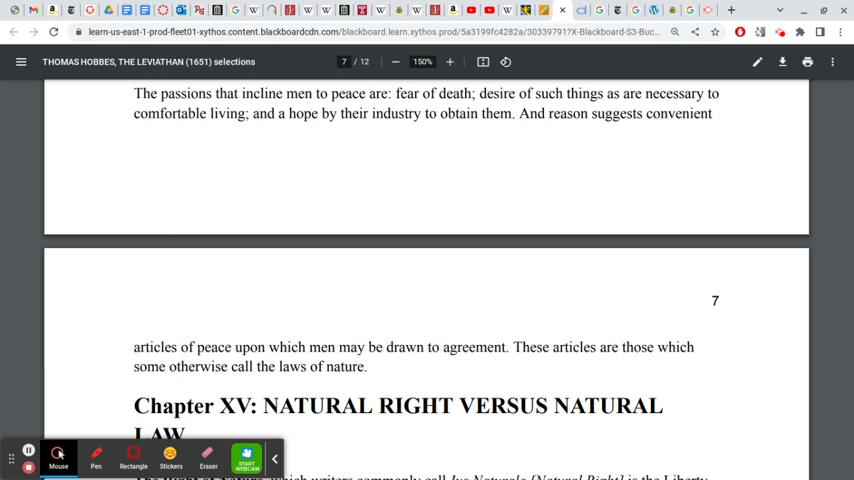 learn-us-east-1-prod-fleet01-xythos.content.blackboardcdn.com/blackboard.learn.xythos.prod/5a3199fc4282a/30339791?X-Blackboard-S3-Buc...
THOMAS HOBBES, THE LEVIATHAN (1651) selections
7 / 12
150%
The passions that incline men to peace are: fear of death; desire of such things as are necessary to
comfortable living; and a hope by their industry to obtain them. And reason suggests convenient
7
articles of peace upon which men may be drawn to agreement. These articles are those which
some otherwise call the laws of nature.
Chapter XV: NATURAL RIGHT VERSUS NATURAL
LAW
The Right of Nature, which writers commonly call Jus Naturale [Natural Right] is the Liberty
Mouse
Pen
Rectangle
Stickers
Eraser
START
WEBCAM